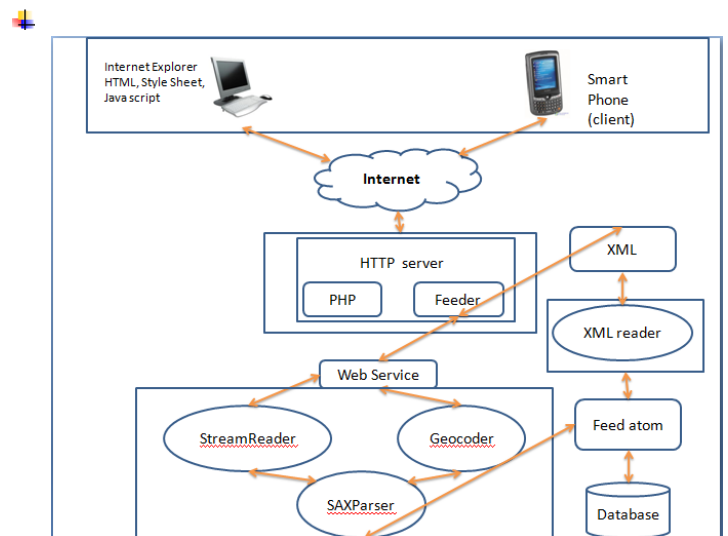 Internet Explorer
HTML, Style Sheet,
Java script
Smart
Phone
(client)
Internet
HTTP server
PHP
Feeder
XML
XML reader
Web Service
StreamReader
Geocoder
Feed atom
SAXParser
Database